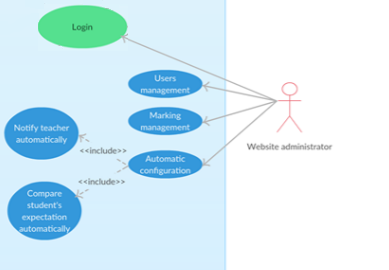 Login
Users
management
Marking
management
Notify teacher
automatically
<<include>>
Website administrator
Automatic
configuration
<<include>>
Compare
student's
expectation
automatically